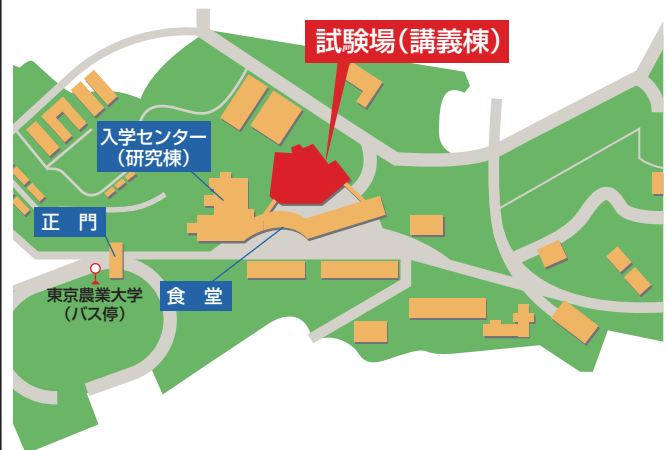 試験場（講義棟）
入学センター
（研究棟）
正　門
食　堂
東京農業大学
（バス停）